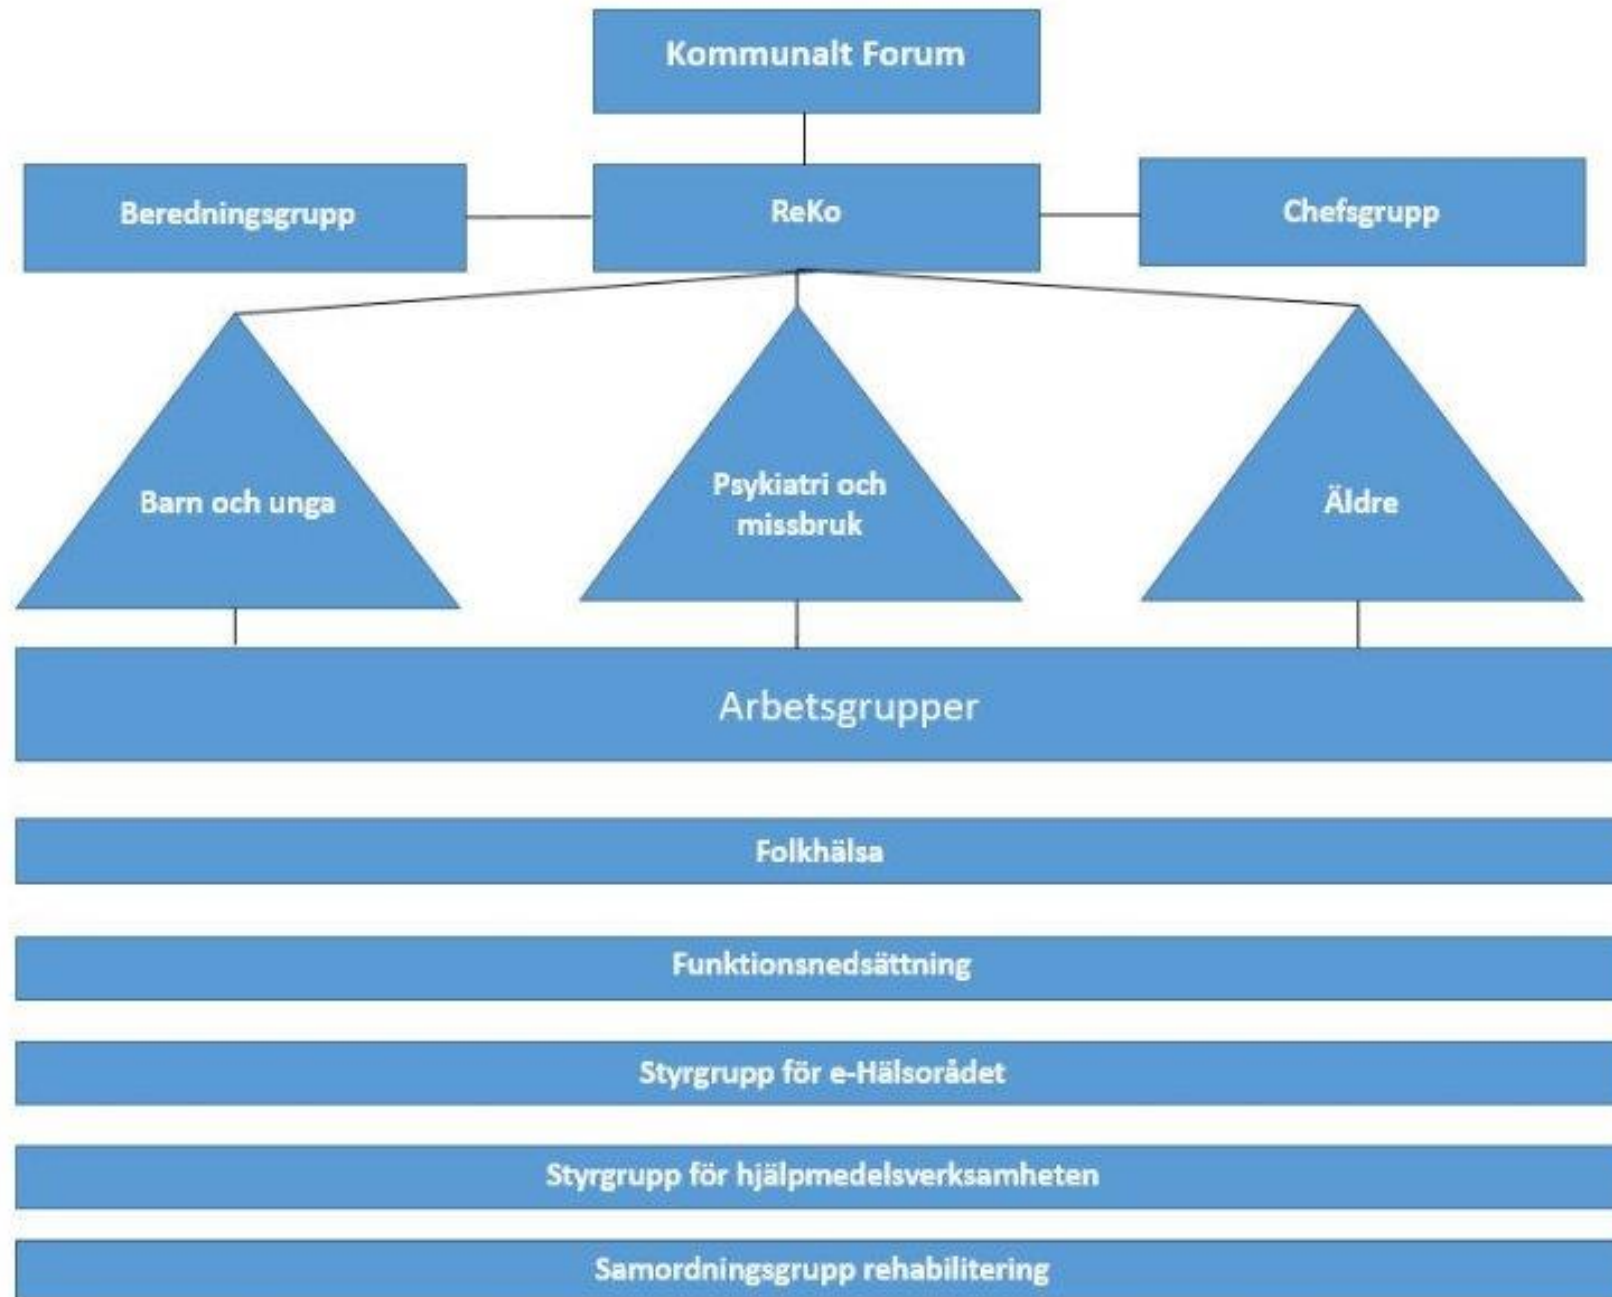 Kommunalt Forum
Beredningsgrupp
ReKo
Chefsgrupp
Barn och unga
Psykiatri och
missbruk
Äldre
Arbetsgrupper
Folkhälsa
Funktionsnedsättning
Styrgrupp för e-Hälsorådet
Styrgrupp för hjälpmedelsverksamheten
Samordningsgrupp rehabilitering